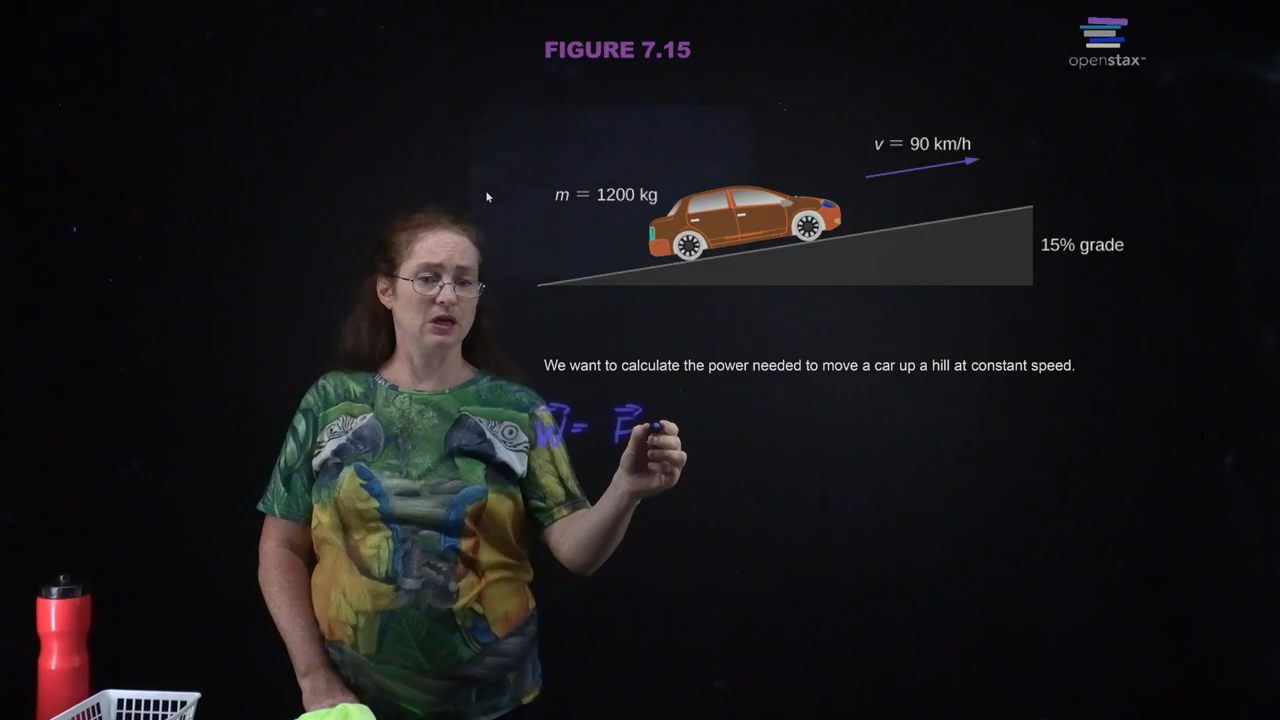 FIGURE 7.15
openstax™
v = 90 km/h
m = 1200 kg
15% grade
We want to calculate the power needed to move a car up a hill at constant speed.
W⃗ = F⃗